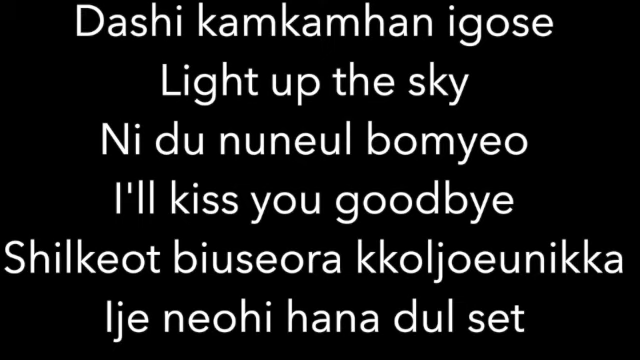 Dashi kamkamhan igose
Light up the sky
Ni du nuneul bomyeo
I'll kiss you goodbye
Shilkeot biuseora kkoljoeunikka
Ije neohi hana dul set